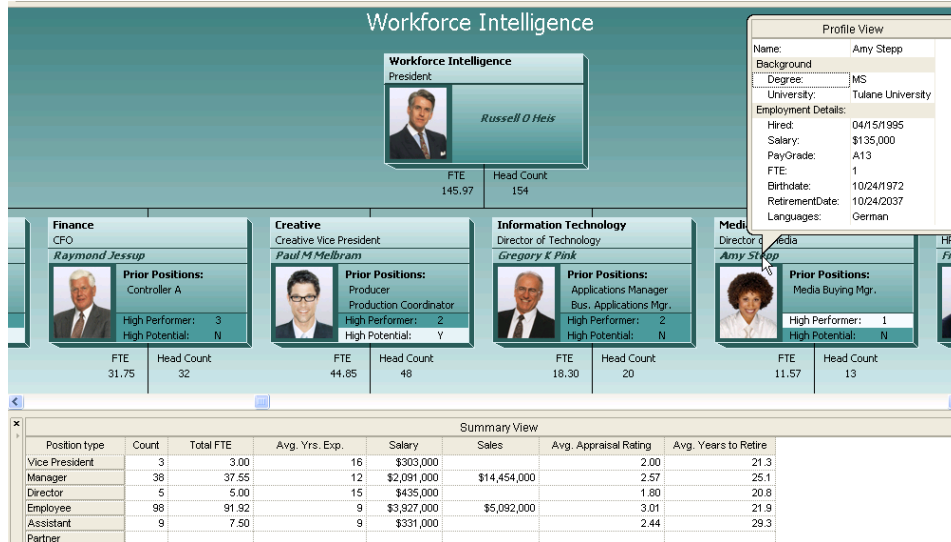 Workforce Intelligence
Workforce Intelligence
President
Russell O Heis
FTE Head Count
145.97 154
Profile View
Name: Amy Stepp
Background
Degree: MS
University: Tulane University
Employment Details:
Hired: 04/15/1995
Salary: $135,000
PayGrade: A13
FTE: 1
Birthdate: 10/24/1972
RetirementDate: 10/24/2037
Languages: German
Finance
CFO
Raymond Jessup
Prior Positions:
Controller A
High Performer: 3
High Potential: N
FTE Head Count
31.75 32
Creative
Creative Vice President
Paul M Melbram
Prior Positions:
Producer
Production Coordinator
High Performer: 2
High Potential: Y
FTE Head Count
44.85 48
Information Technology
Director of Technology
Gregory K Pink
Prior Positions:
Applications Manager
Bus. Applications Mgr.
High Performer: 2
High Potential: N
FTE Head Count
18.30 20
Medi
Director of Media
Amy Stepp
Prior Positions:
Media Buying Mgr.
High Performer: 1
High Potential: N
FTE Head Count
11.57 13
Summary View
Position type Count Total FTE Avg. Yrs. Exp. Salary Sales Avg. Appraisal Rating Avg. Years to Retire
Vice President 3 3.00 16 $303,000 2.00 21.3
Manager 38 37.55 12 $2,091,000 $14,454,000 2.57 25.1
Director 5 5.00 15 $435,000 1.80 20.8
Employee 98 91.92 9 $3,927,000 $5,092,000 3.01 21.9
Assistant 9 7.50 9 $331,000 2.44 29.3
Partner